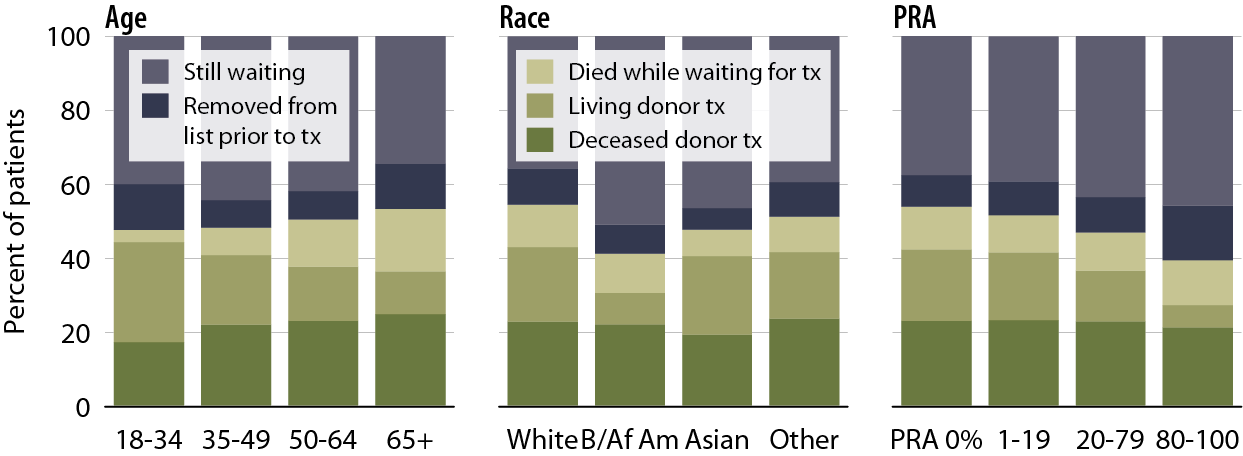 Age
Race
PRA
Percent of patients
100
80
60
40
20
0
Still waiting
Removed from
list prior to tx
Died while waiting for tx
Living donor tx
Deceased donor tx
18-34 35-49 50-64 65+
White B/Af Am Asian Other
PRA 0% 1-19 20-79 80-100